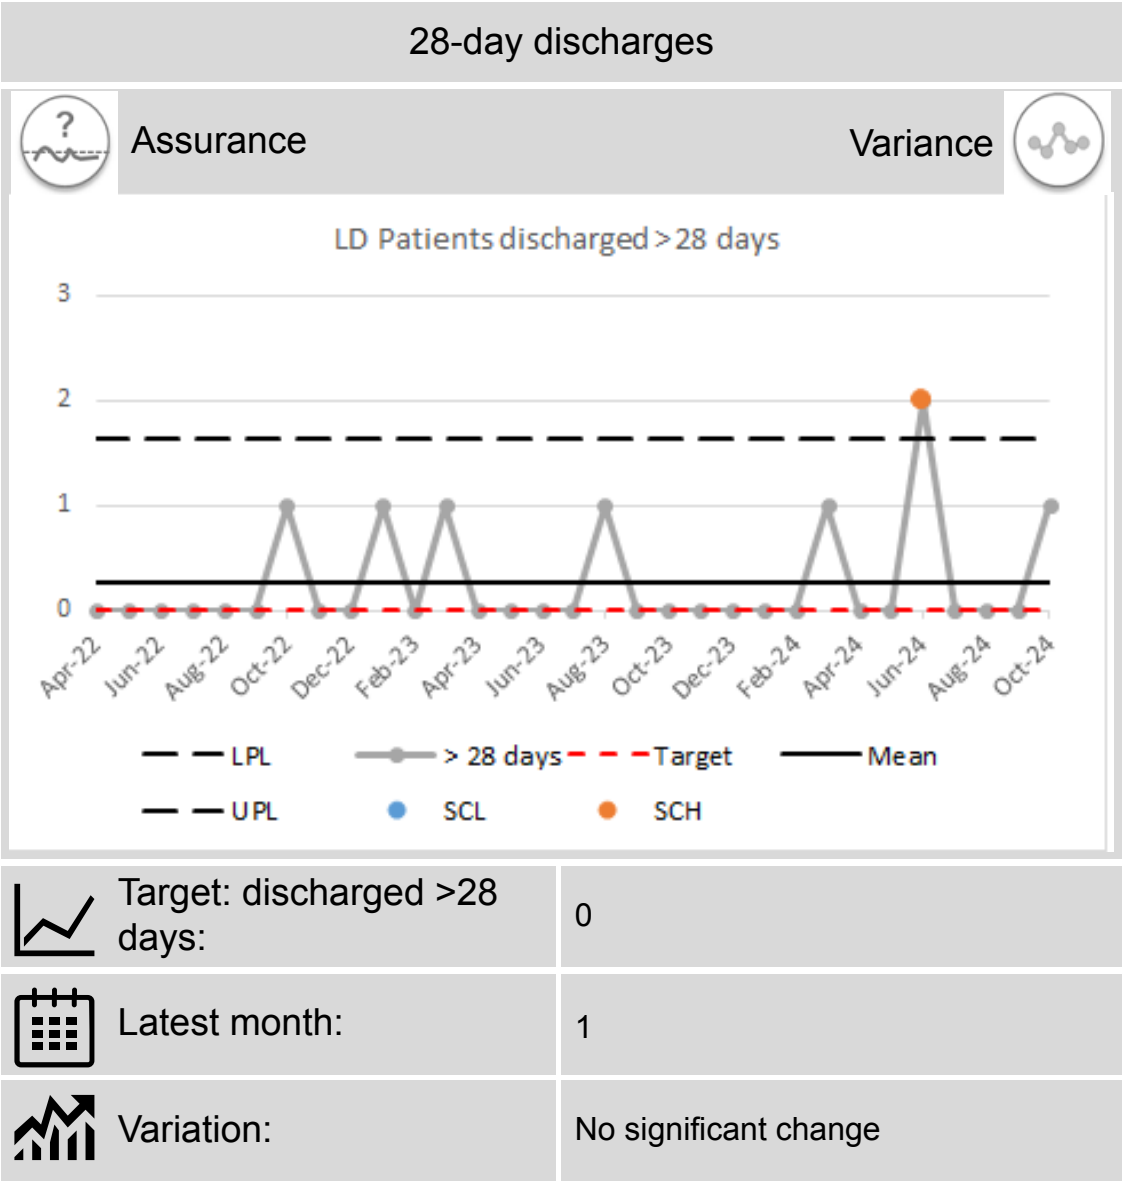 28-day discharges
?
Assurance
Variance
LD Patients discharged > 28 days
3
2
1
0
Apr-22 Jun-22 Aug-22 Oct-22 Dec-22 Feb-23 Apr-23 Jun-23 Aug-23 Oct-23 Dec-23 Feb-24 Apr-24 Jun-24 Aug-24 Oct-24
LPL > 28 days Target Mean
UPL SCL SCH
Target: discharged >28
days:
0
Latest month:
1
Variation:
No significant change